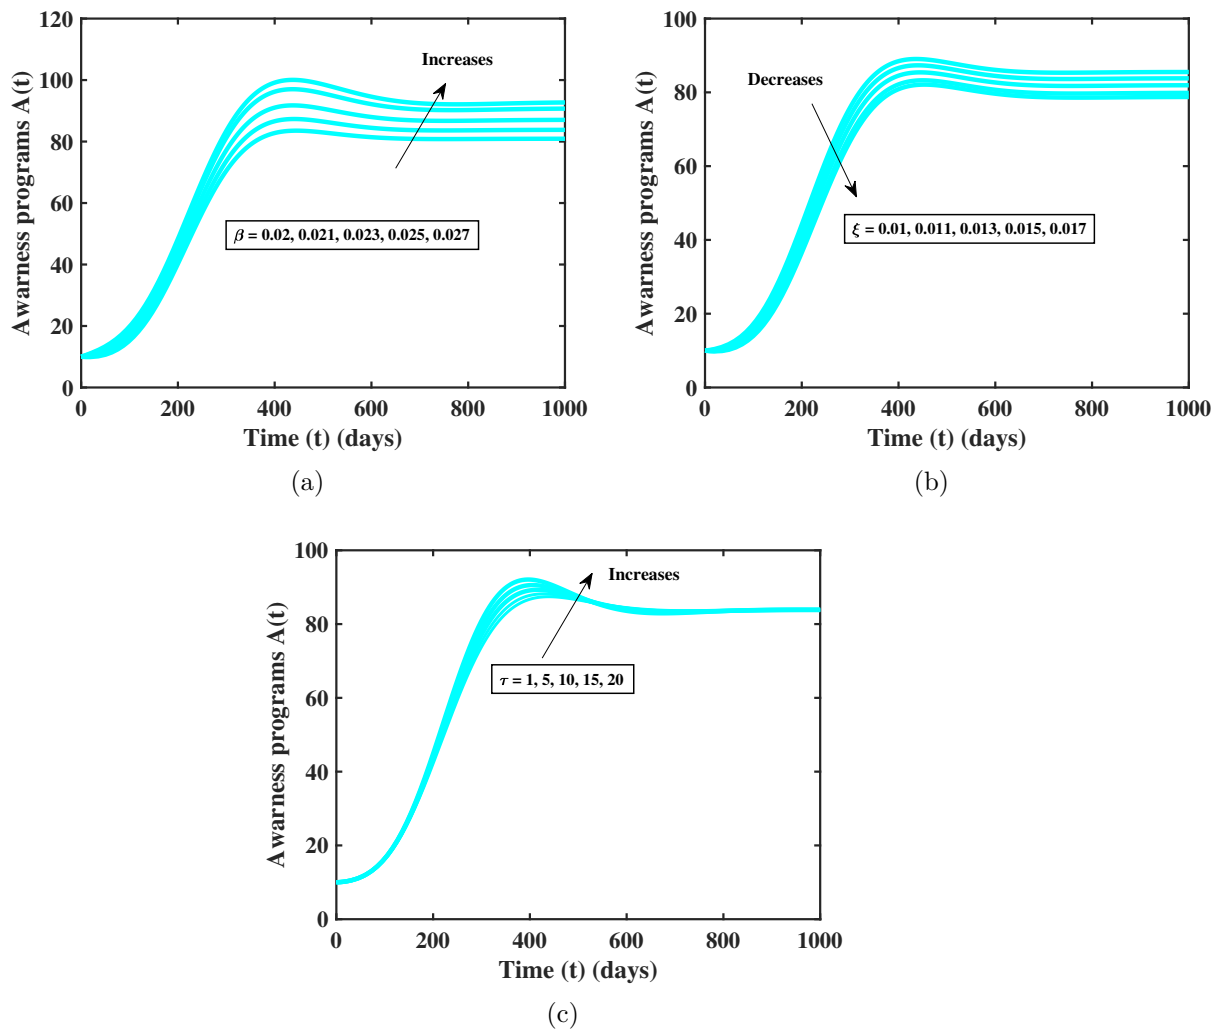 120
100
80
60
40
20
0
Awarness programs A(t)
Increases
β = 0.02, 0.021, 0.023, 0.025, 0.027
0 200 400 600 800 1000
Time (t) (days)
(a)
100
80
60
40
20
0
Awarness programs A(t)
Decreases
ξ = 0.01, 0.011, 0.013, 0.015, 0.017
0 200 400 600 800 1000
Time (t) (days)
(b)
100
80
60
40
20
0
Awarness programs A(t)
Increases
τ = 1, 5, 10, 15, 20
0 200 400 600 800 1000
Time (t) (days)
(c)